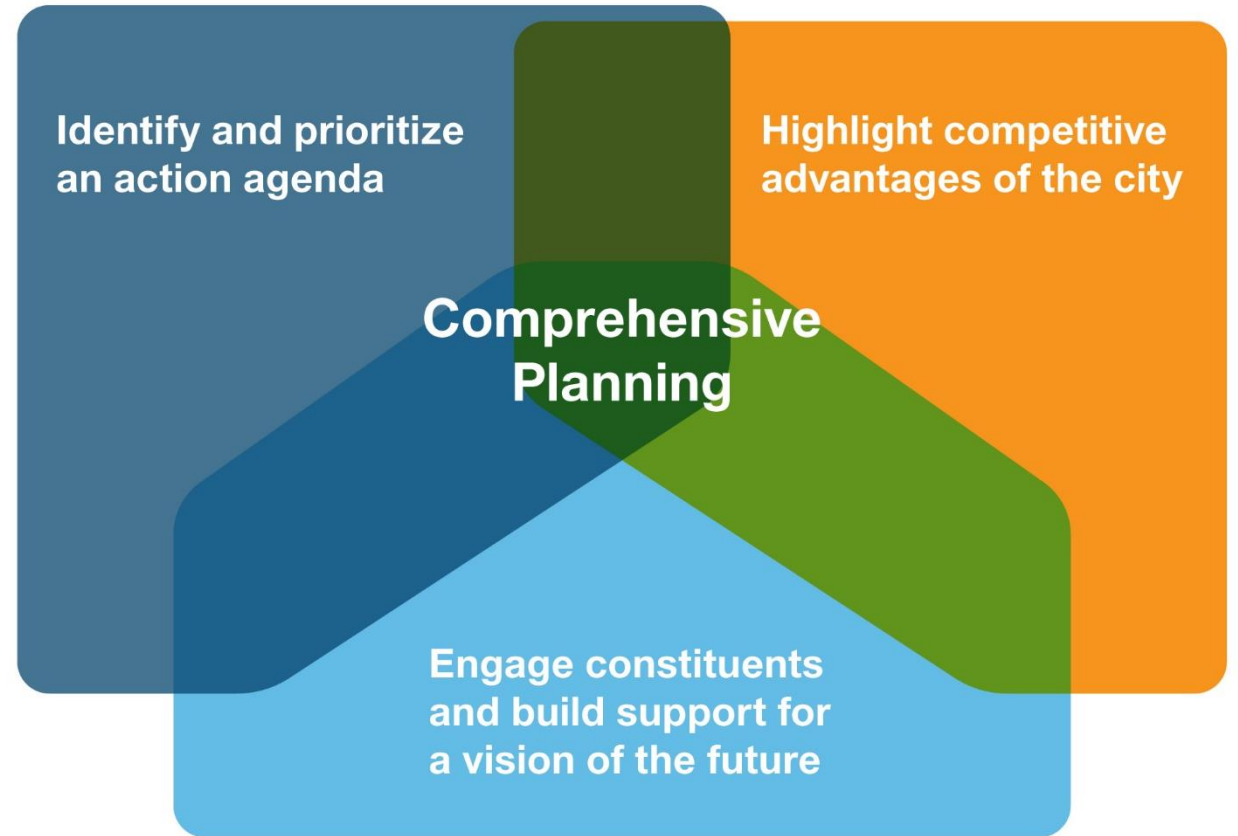 Identify and prioritize
an action agenda
Highlight competitive
advantages of the city
Comprehensive
Planning
Engage constituents
and build support for
a vision of the future